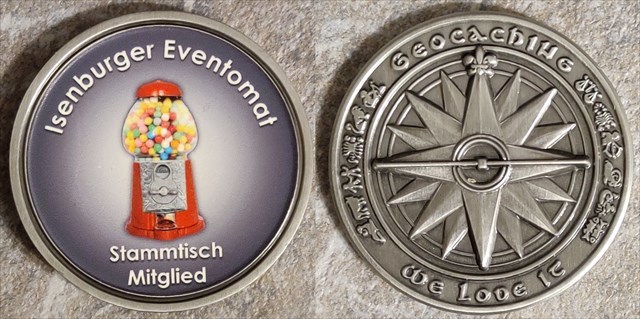 Isenburger Eventomat
Stammtisch
Mitglied
Geocaching
We Love It